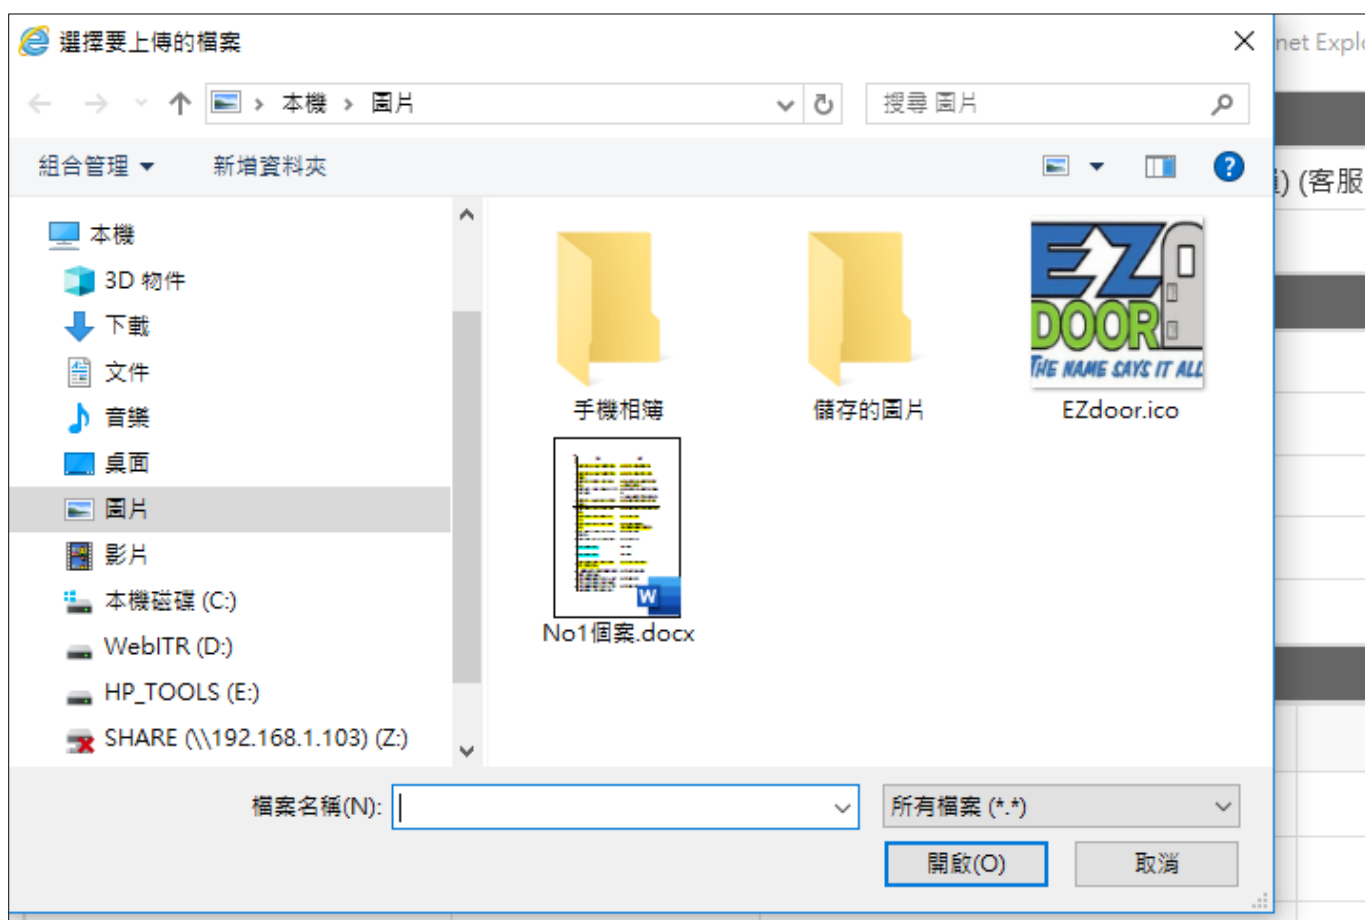 選擇要上傳的檔案
net Explo
本機 › 圖片
搜尋 圖片
組合管理
新增資料夾
) (客服
本機
3D 物件
下載
文件
音樂
桌面
圖片
影片
本機磁碟 (C:)
WebITR (D:)
HP_TOOLS (E:)
SHARE (\\192.168.1.103) (Z:)
手機相簿
儲存的圖片
EZ
DOOR
THE NAME SAYS IT ALL
EZdoor.ico
W
No1個案.docx
檔案名稱(N):
所有檔案 (*.*)
開啟(O)
取消